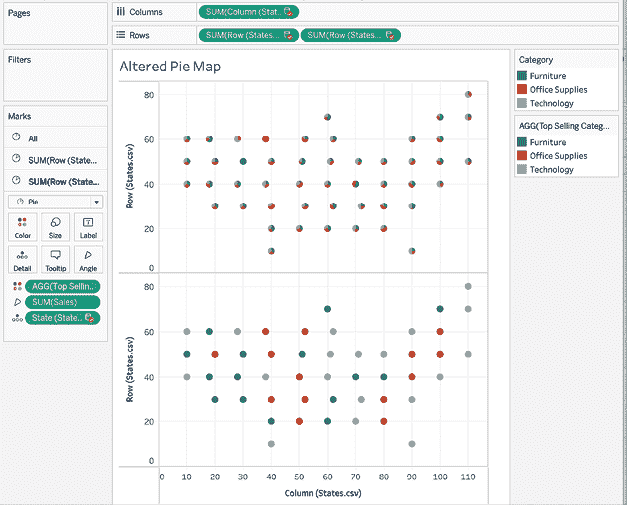 Pages
Columns
SUM(Column (Stat..
Rows
SUM(Row (States...
SUM(Row (States...
Filters
Altered Pie Map
Category
Furniture
Office Supplies
Technology
AGG(Top Selling Categ...
Furniture
Office Supplies
Technology
Marks
All
SUM(Row (State...
SUM(Row (State...
Pie
Color
Size
Label
Detail
Tooltip
Angle
AGG(Top Sellin..
SUM(Sales)
State (State..
Row (States.csv)
80
60
40
20
0
Row (States.csv)
80
60
40
20
0
0 10 20 30 40 50 60 70 80 90 100 110
Column (States.csv)